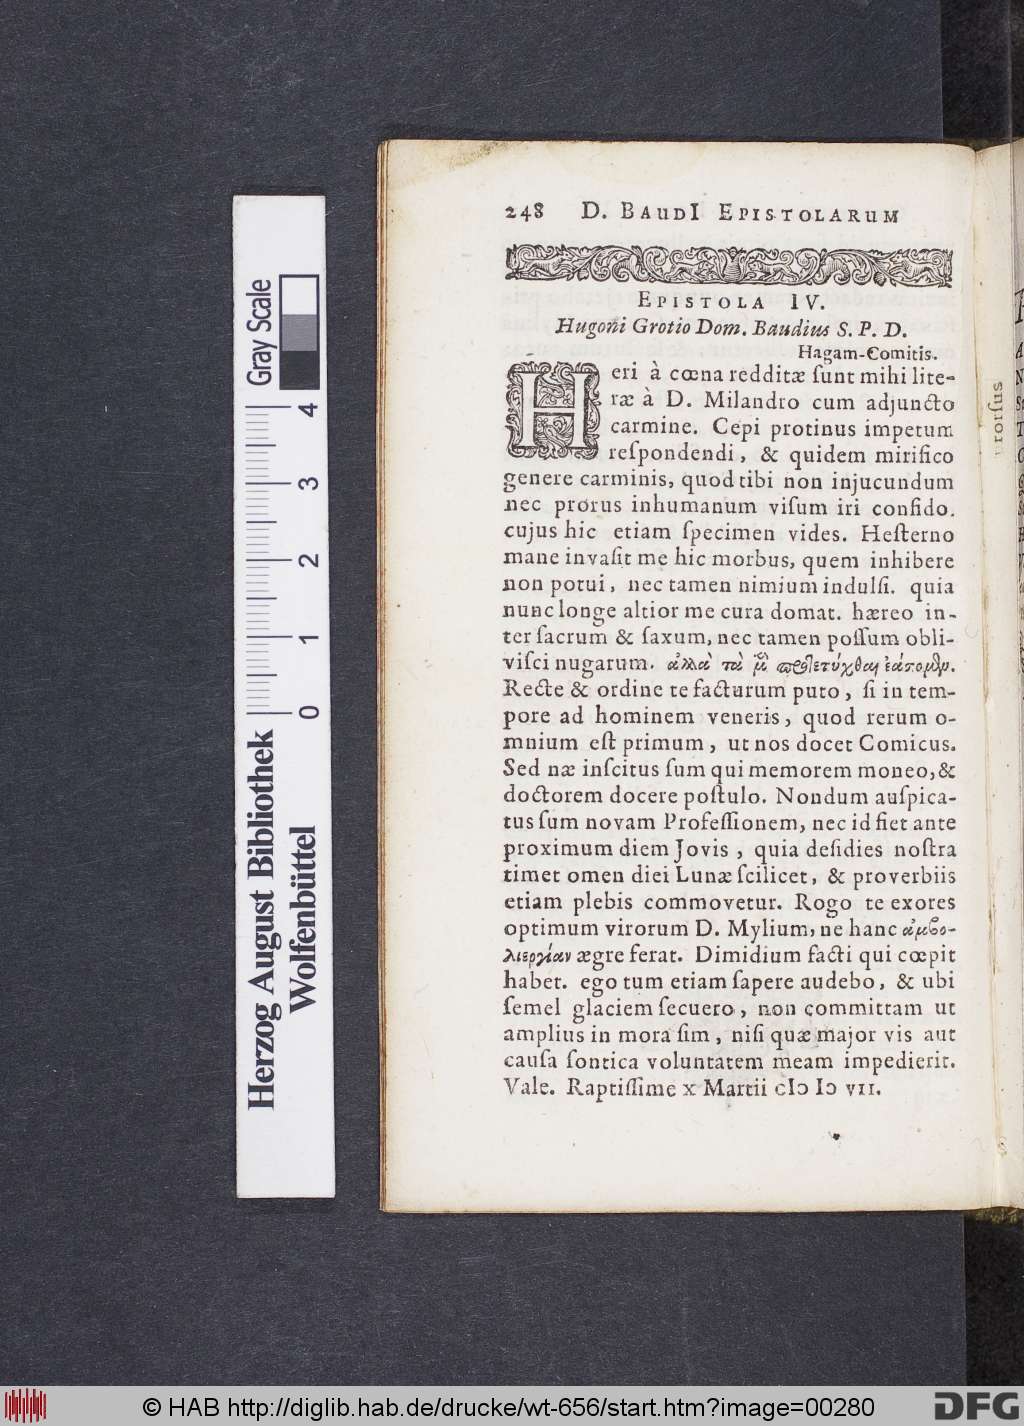 248 D. BAUDI EPISTOLARUM
EPISTOLA IV.
Hugoni Grotio Dom. Baudius S. P. D.
Hagam-Comitis.
Heri à cœna redditæ ſunt mihi lite-
ræ à D. Milandro cum adjuncto
carmine. Cepi protinus impetum
reſpondendi, & quidem mirifico
genere carminis, quod tibi non injucundum
nec prorus inhumanum viſum iri confido.
cujus hic etiam ſpecimen vides. Heſterno
mane invaſit me hic morbus, quem inhibere
non potui, nec tamen nimium indulſi. quia
nunc longe altior me cura domat. hæreo in-
ter ſacrum & ſaxum, nec tamen poſſum obli-
viſci nugarum. ἀλλὰ τὰ μὲν προτετύχθαι ἐάσομεν.
Recte & ordine te facturum puto, ſi in tem-
pore ad hominem veneris, quod rerum o-
mnium eſt primum, ut nos docet Comicus.
Sed næ inſcitus ſum qui memorem moneo, &
doctorem docere poſtulo. Nondum auſpica-
tus ſum novam Profeſſionem, nec id fiet ante
proximum diem Jovis, quia deſidies noſtra
timet omen diei Lunæ ſcilicet, & proverbiis
etiam plebis commovetur. Rogo te exores
optimum virorum D. Mylium, ne hanc ἀμβο-
λιεργίαν ægre ferat. Dimidium facti qui cœpit
habet. ego tum etiam ſapere audebo, & ubi
ſemel glaciem ſecuero, non committam ut
amplius in mora ſim, niſi quæ major vis aut
cauſa ſontica voluntatem meam impedierit.
Vale. Raptiſſime x Martii cIↄ Iↄ VII.
rorſus
Gray Scale
4
3
2
1
0
Herzog August Bibliothek
Wolfenbüttel
© HAB http://diglib.hab.de/drucke/wt-656/start.htm?image=00280
DFG